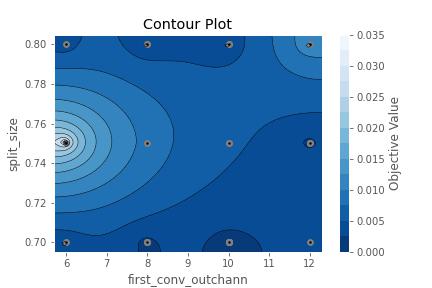 Contour Plot
0.80
0.78
0.76
0.74
0.72
0.70
split_size
6 7 8 9 10 11 12
first_conv_outchann
0.035
0.030
0.025
0.020
0.015
0.010
0.005
0.000
Objective Value